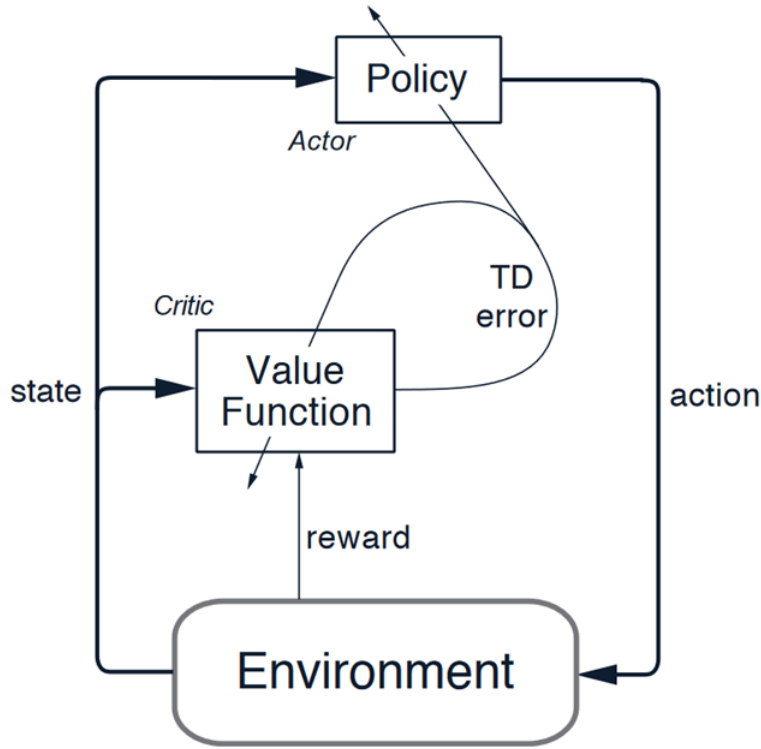 Policy
Actor
TD
error
Critic
Value
Function
state
action
reward
Environment